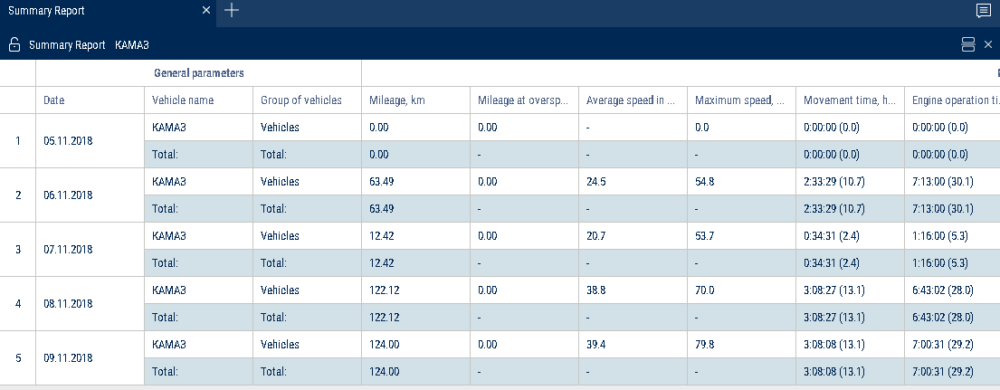 Summary Report
Summary Report KAMA3
General parameters
Date Vehicle name Group of vehicles Mileage, km Mileage at oversp... Average speed in ... Maximum speed, ... Movement time, h... Engine operation ti...
1 05.11.2018 KAMA3 Vehicles 0.00 0.00 - 0.0 0:00:00 (0.0) 0:00:00 (0.0)
Total: Total: 0.00 - - - 0:00:00 (0.0) 0:00:00 (0.0)
2 06.11.2018 KAMA3 Vehicles 63.49 0.00 24.5 54.8 2:33:29 (10.7) 7:13:00 (30.1)
Total: Total: 63.49 - - - 2:33:29 (10.7) 7:13:00 (30.1)
3 07.11.2018 KAMA3 Vehicles 12.42 0.00 20.7 53.7 0:34:31 (2.4) 1:16:00 (5.3)
Total: Total: 12.42 - - - 0:34:31 (2.4) 1:16:00 (5.3)
4 08.11.2018 KAMA3 Vehicles 122.12 0.00 38.8 70.0 3:08:27 (13.1) 6:43:02 (28.0)
Total: Total: 122.12 - - - 3:08:27 (13.1) 6:43:02 (28.0)
5 09.11.2018 KAMA3 Vehicles 124.00 0.00 39.4 79.8 3:08:08 (13.1) 7:00:31 (29.2)
Total: Total: 124.00 - - - 3:08:08 (13.1) 7:00:31 (29.2)